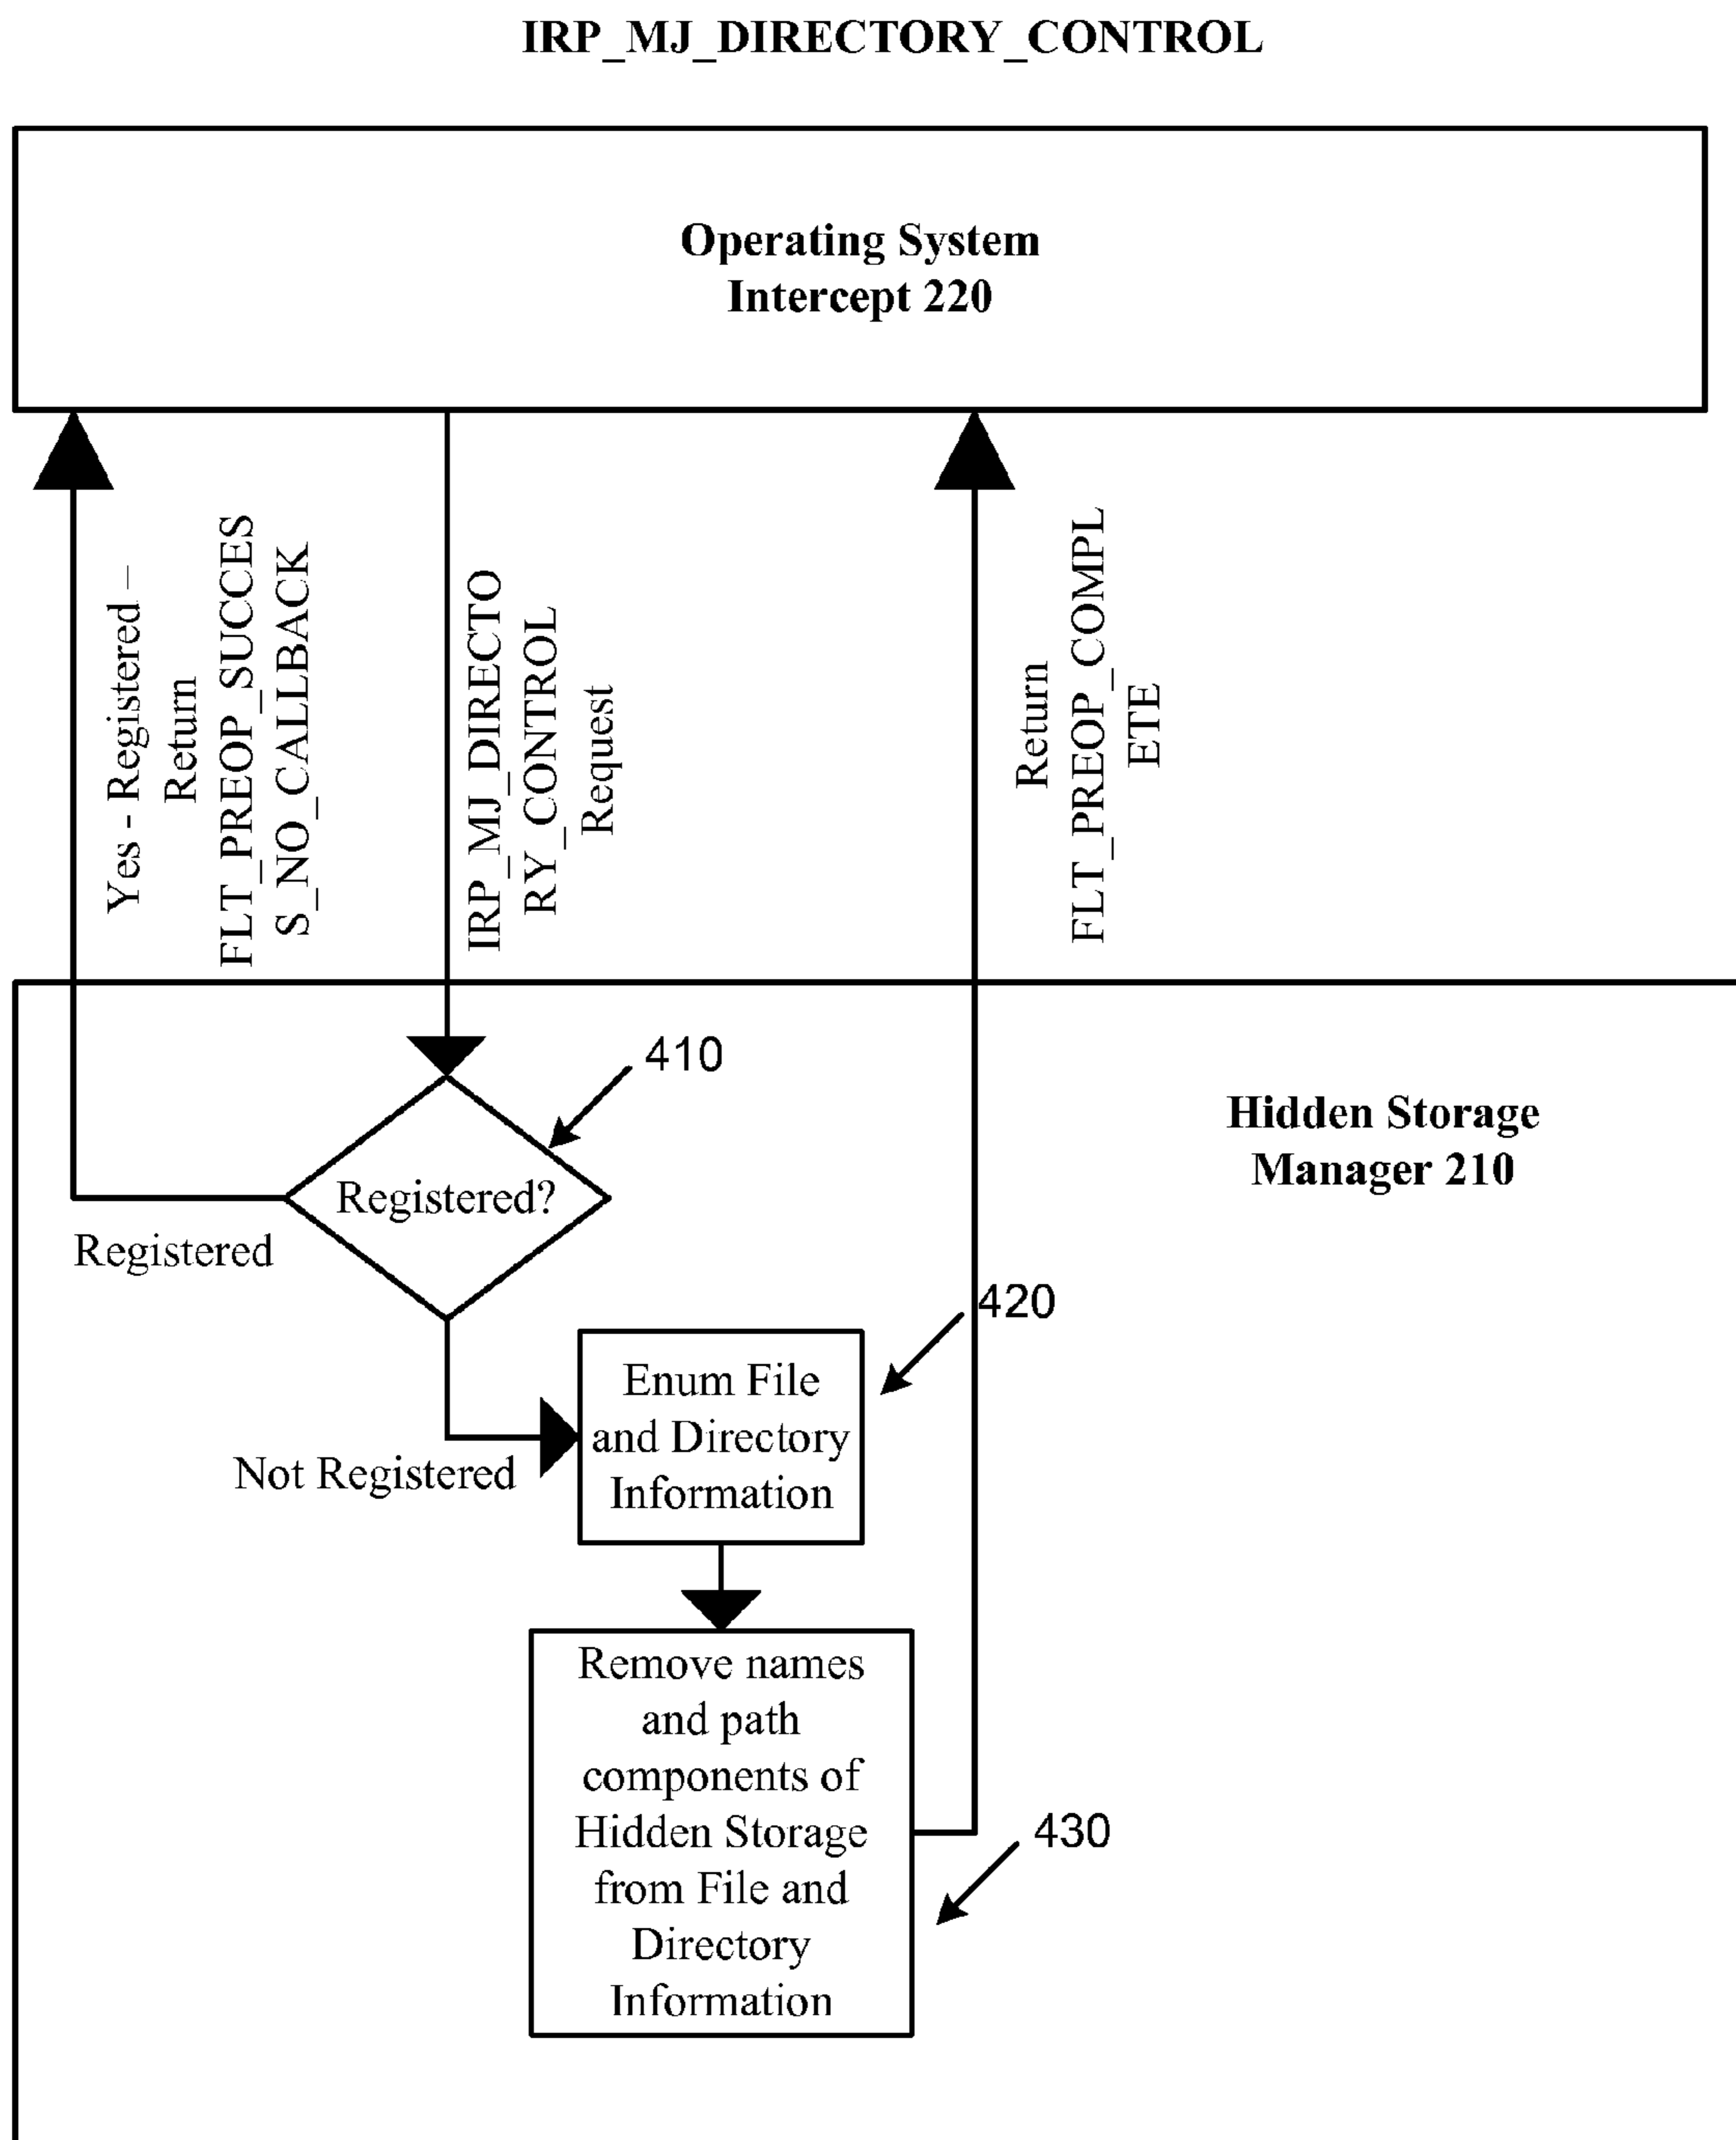 IRP_MJ_DIRECTORY_CONTROL
Operating System
Intercept 220
Yes - Registered –
Return
FLT_PREOP_SUCCES
S_NO_CALLBACK
IRP_MJ_DIRECTO
RY_CONTROL
Request
Return
FLT_PREOP_COMPL
ETE
410
Hidden Storage
Manager 210
Registered?
Registered
420
Enum File
and Directory
Information
Not Registered
Remove names
and path
components of
Hidden Storage
from File and
Directory
Information
430